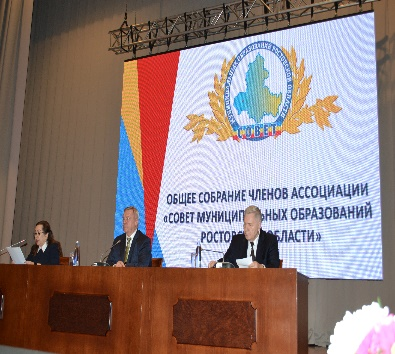 СОВЕТ
ОБЩЕЕ СОБРАНИЕ ЧЛЕНОВ АССОЦИАЦИИ
«СОВЕТ МУНИЦИПАЛЬНЫХ ОБРАЗОВАНИЙ
ОБЛАСТИ»